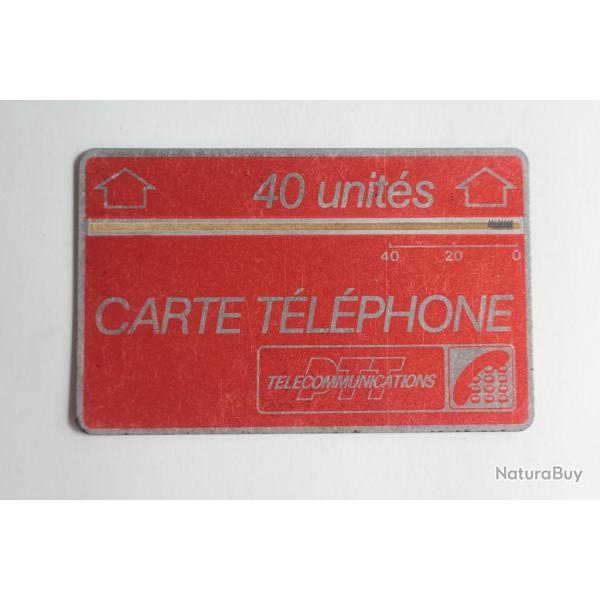 40 unités
40 20 0
CARTE TÉLÉPHONE
PTT
TELECOMMUNICATIONS
NaturaBuy